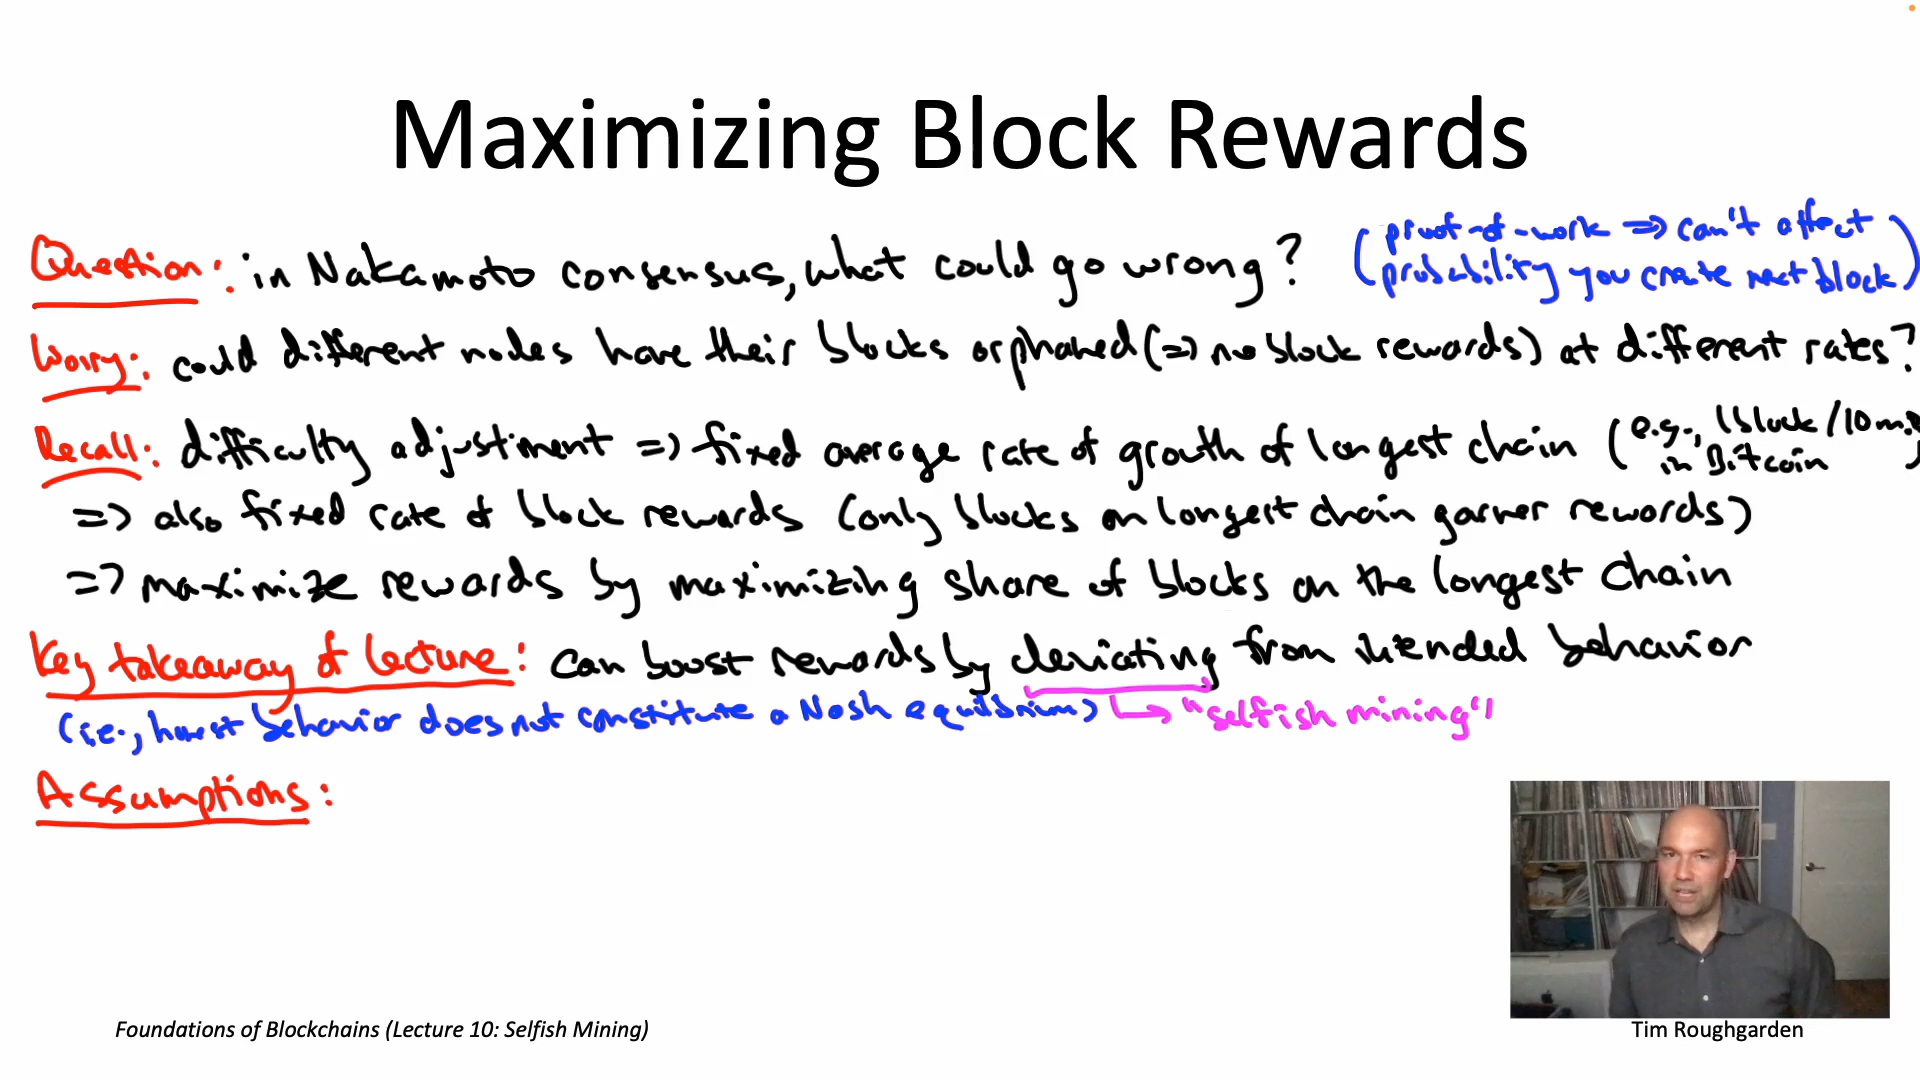 Maximizing Block Rewards
Question: in Nakamoto consensus, what could go wrong? (proof-of-work => can't affect
probability you create next block)
Worry: could different nodes have their blocks orphaned (=> no block rewards) at different rates?
Recall: difficulty adjustment => fixed average rate of growth of longest chain (e.g., 1 block/10 mins
in Bitcoin)
=> also fixed rate of block rewards (only blocks on longest chain garner rewards)
=> maximize rewards by maximizing share of blocks on the longest chain
Key takeaway of lecture: can boost rewards by deviating from intended behavior
(i.e., honest behavior does not constitute a Nash equilibrium) ↳ "selfish mining"
Assumptions:
Foundations of Blockchains (Lecture 10: Selfish Mining)
Tim Roughgarden